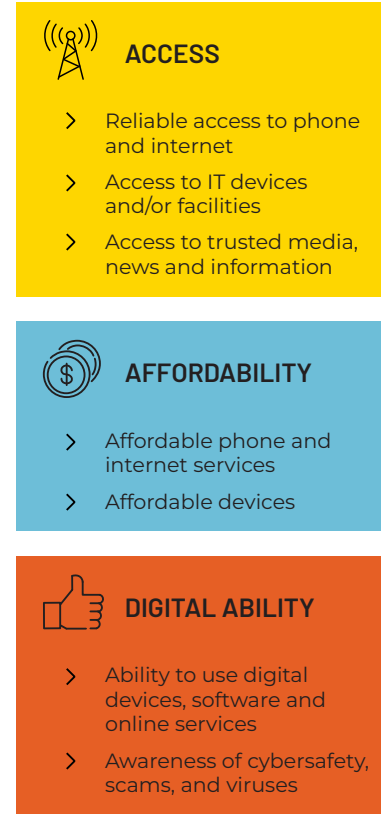 ACCESS
Reliable access to phone
and internet
Access to IT devices
and/or facilities
Access to trusted media,
news and information
$
AFFORDABILITY
Affordable phone and
internet services
Affordable devices
DIGITAL ABILITY
Ability to use digital
devices, software and
online services
Awareness of cybersafety,
scams, and viruses